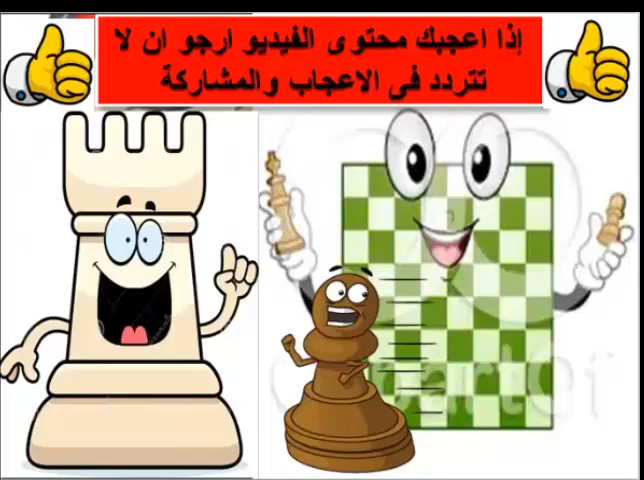 إذا اعجبك محتوى الفيديو ارجو ان لا
تتردد فى الاعجاب والمشاركة